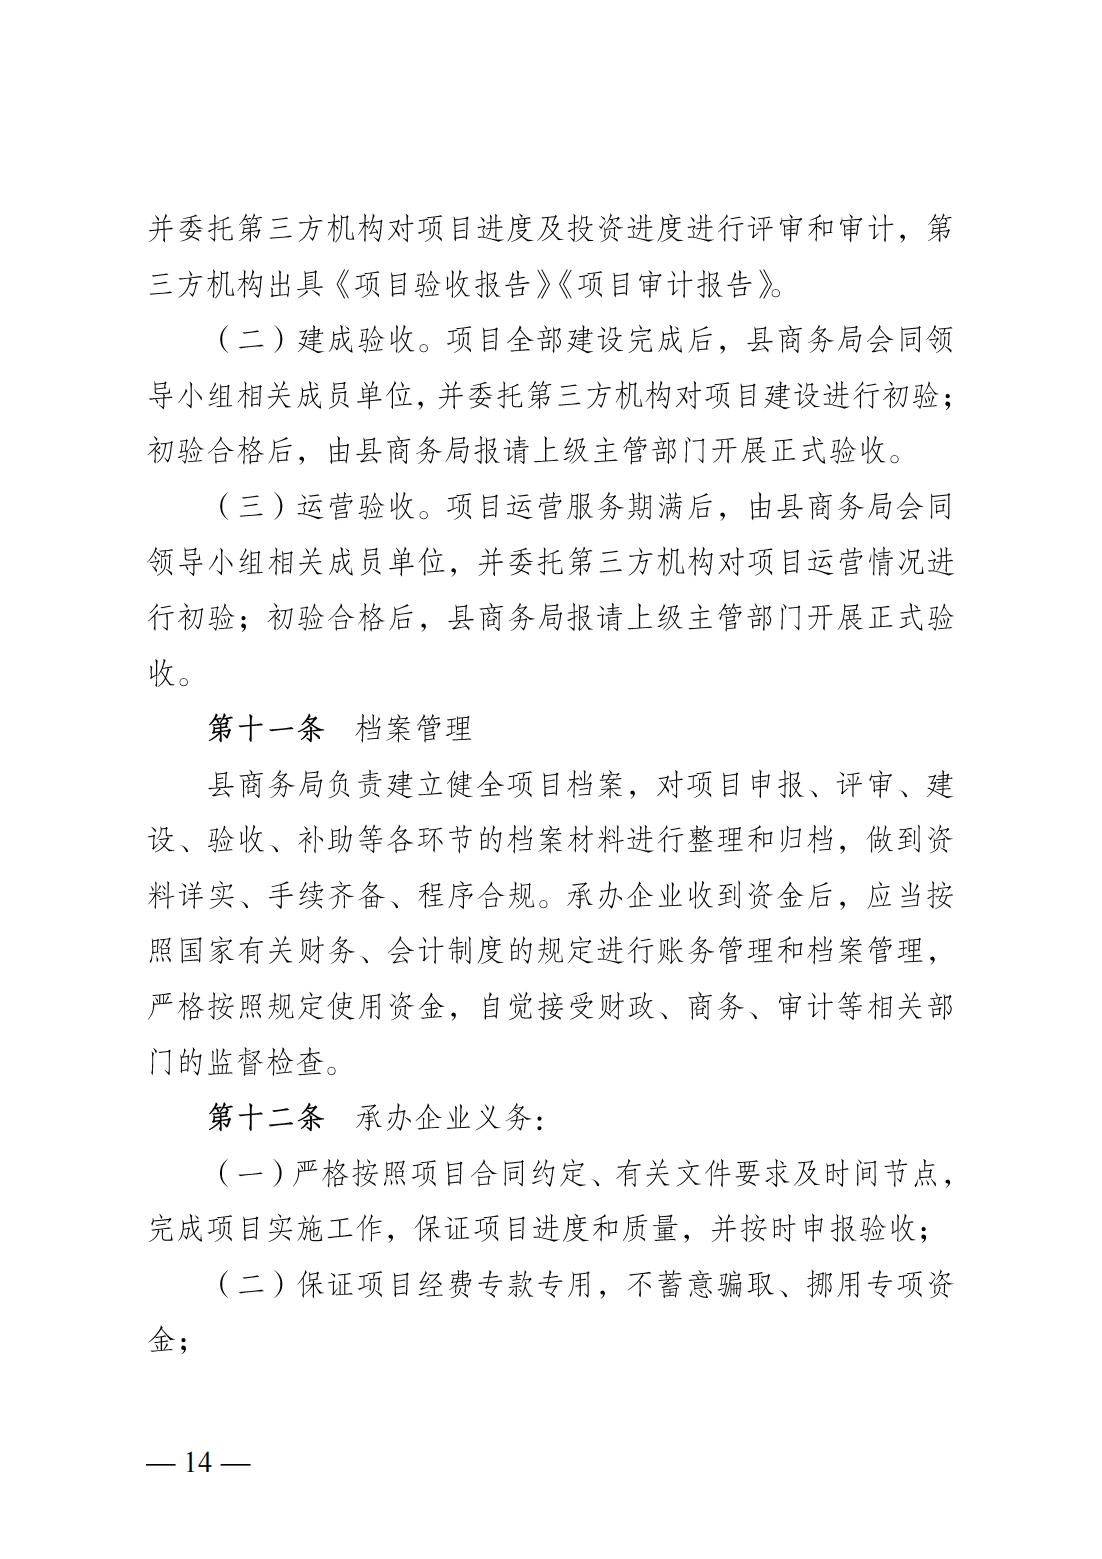 并委托第三方机构对项目进度及投资进度进行评审和审计，第
三方机构出具《项目验收报告》《项目审计报告》。
（二）建成验收。项目全部建设完成后，县商务局会同领
导小组相关成员单位，并委托第三方机构对项目建设进行初验；
初验合格后，由县商务局报请上级主管部门开展正式验收。
（三）运营验收。项目运营服务期满后，由县商务局会同
领导小组相关成员单位，并委托第三方机构对项目运营情况进
行初验；初验合格后，县商务局报请上级主管部门开展正式验
收。
第十一条　档案管理
县商务局负责建立健全项目档案，对项目申报、评审、建
设、验收、补助等各环节的档案材料进行整理和归档，做到资
料详实、手续齐备、程序合规。承办企业收到资金后，应当按
照国家有关财务、会计制度的规定进行账务管理和档案管理，
严格按照规定使用资金，自觉接受财政、商务、审计等相关部
门的监督检查。
第十二条　承办企业义务：
（一）严格按照项目合同约定、有关文件要求及时间节点，
完成项目实施工作，保证项目进度和质量，并按时申报验收；
（二）保证项目经费专款专用，不蓄意骗取、挪用专项资
金；
— 14 —